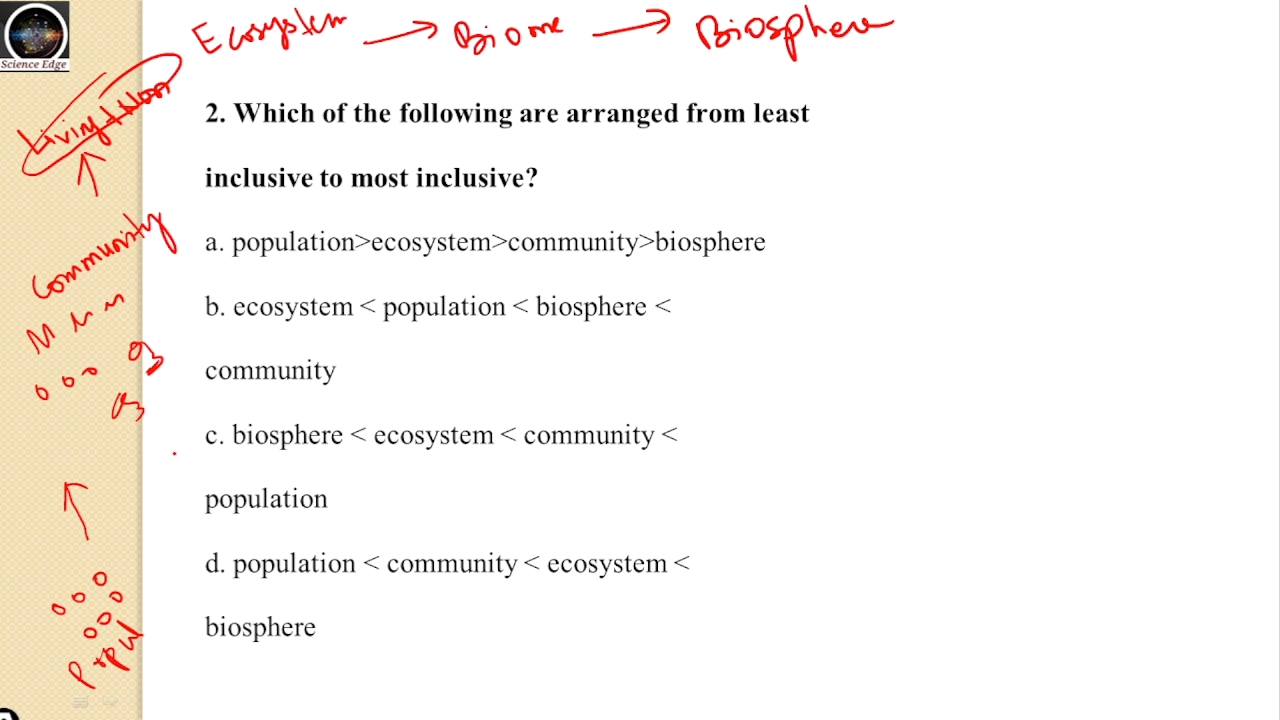 Science Edge
Ecosystem → Biome → Biosphere
Living + Non
Community
Popul
2. Which of the following are arranged from least
inclusive to most inclusive?
a. population>ecosystem>community>biosphere
b. ecosystem < population < biosphere <
community
c. biosphere < ecosystem < community <
population
d. population < community < ecosystem <
biosphere